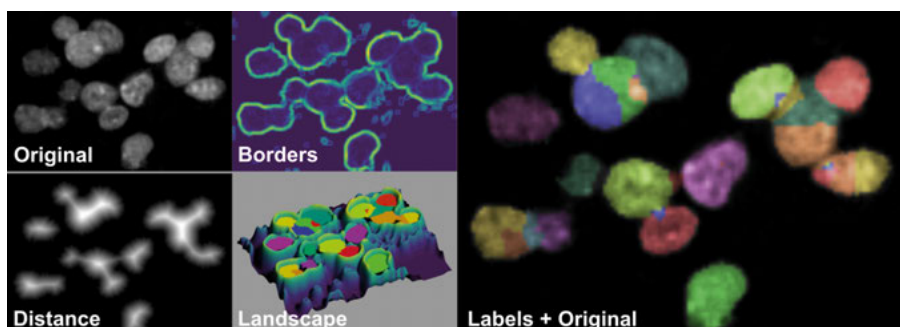 Original
Borders
Distance
Landscape
Labels + Original